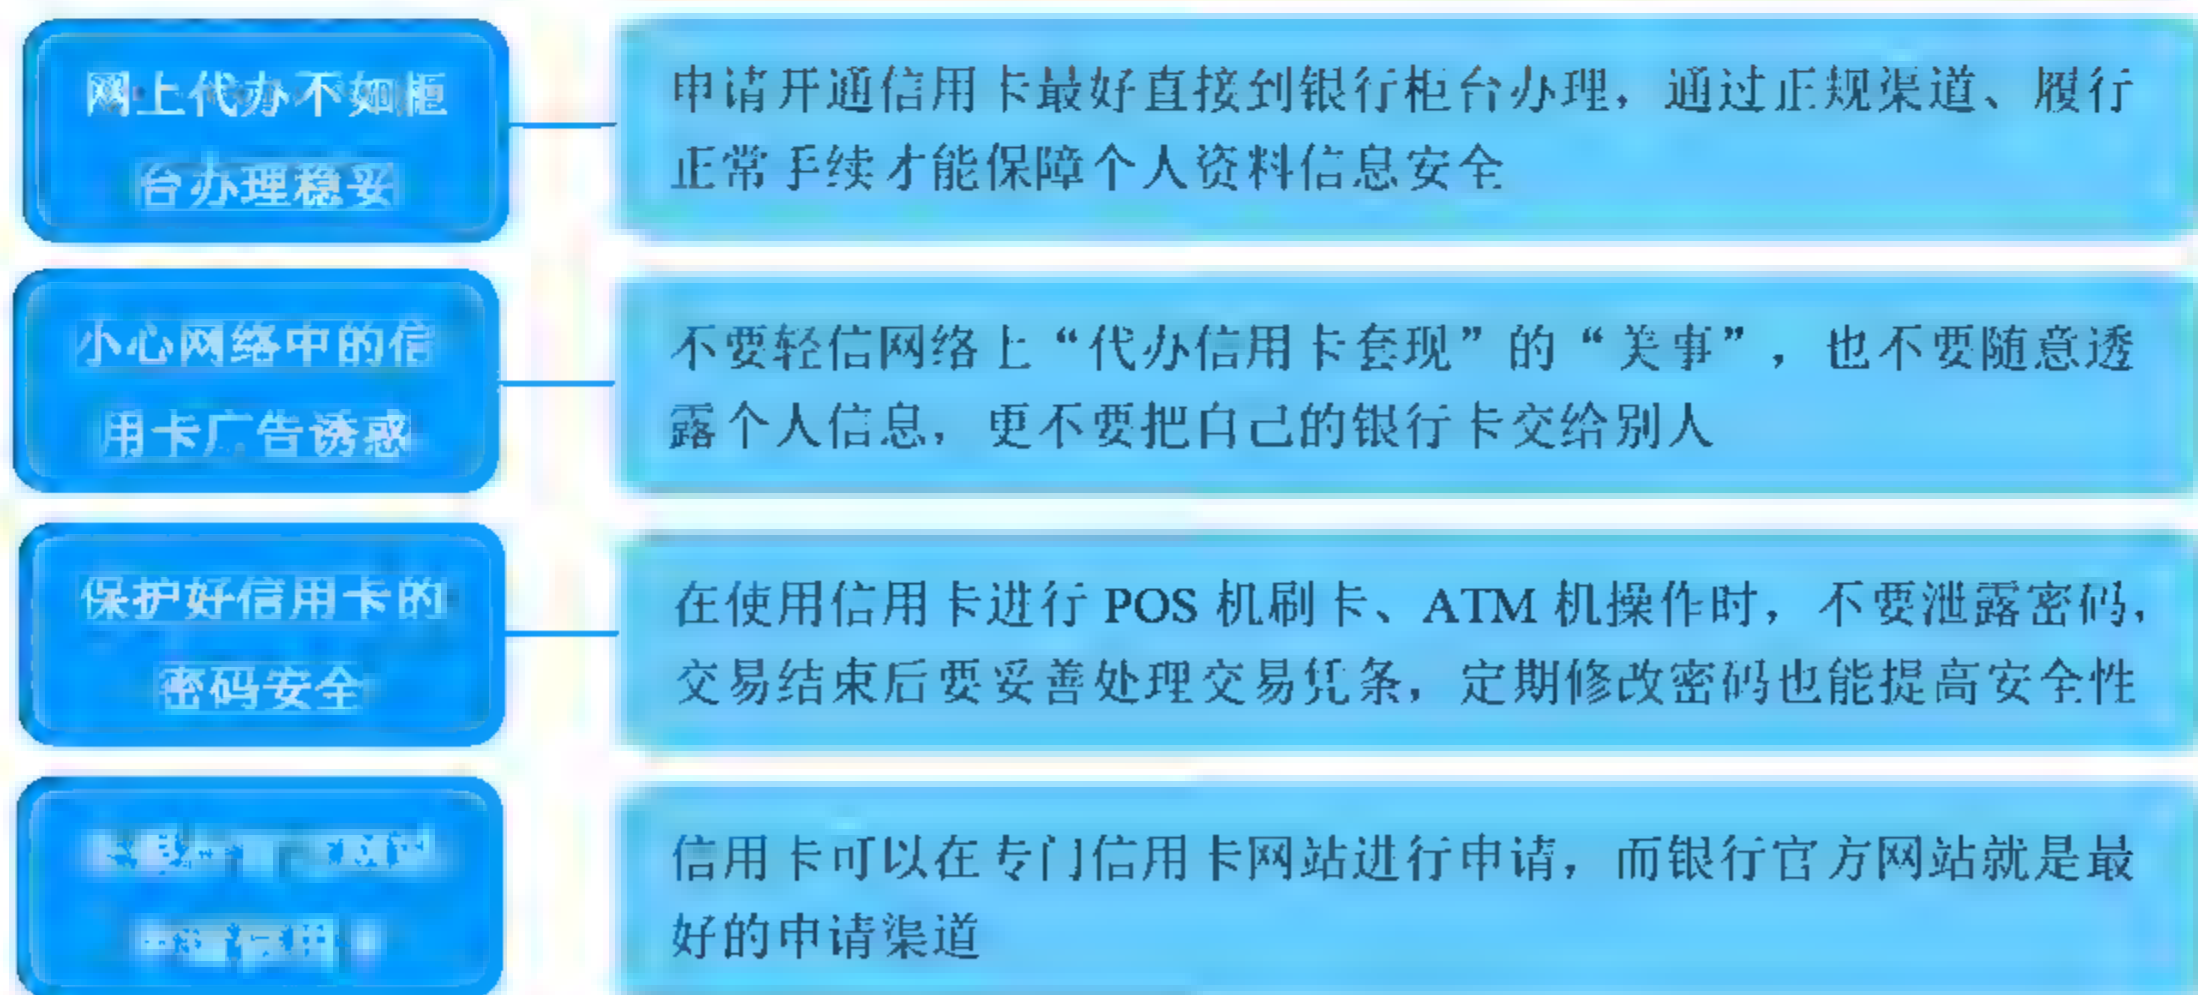 网上代办不如柜
台办理稳妥
申请开通信用卡最好直接到银行柜台办理，通过正规渠道、履行
正常手续才能保障个人资料信息安全
小心网络中的信
用卡广告诱惑
不要轻信网络上“代办信用卡套现”的“美事”，也不要随意透
露个人信息，更不要把自己的银行卡交给别人
保护好信用卡的
密码安全
在使用信用卡进行 POS 机刷卡、ATM 机操作时，不要泄露密码，
交易结束后要妥善处理交易凭条，定期修改密码也能提高安全性
信用卡可以在专门信用卡网站进行申请，而银行官方网站就是最
好的申请渠道